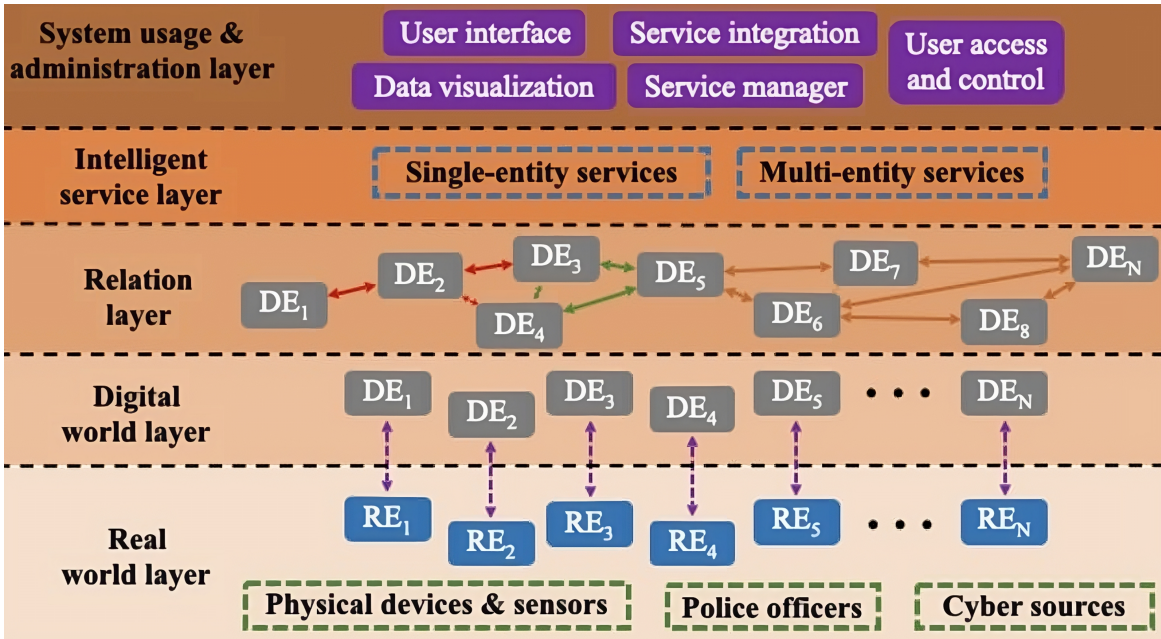 System usage &
administration layer
User interface
Service integration
User access
and control
Data visualization
Service manager
Intelligent
service layer
Single-entity services
Multi-entity services
Relation
layer
DE1
DE2
DE3
DE4
DE5
DE6
DE7
DE8
DEN
Digital
world layer
DE1
DE2
DE3
DE4
DE5
• • •
DEN
Real
world layer
RE1
RE2
RE3
RE4
RE5
• • •
REN
Physical devices & sensors
Police officers
Cyber sources